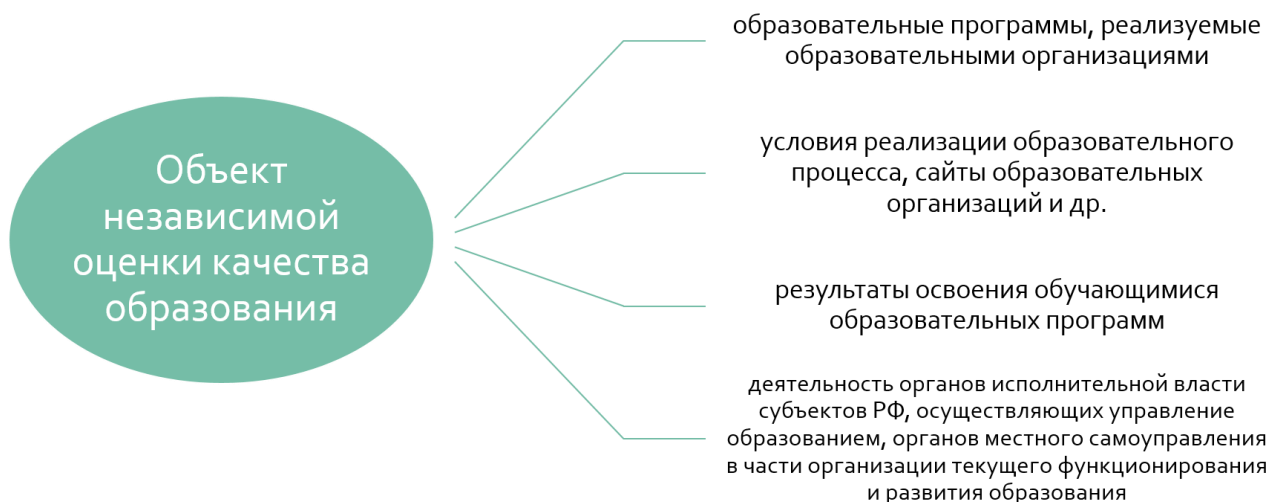 Объект
независимой
оценки качества
образования
образовательные программы, реализуемые
образовательными организациями
условия реализации образовательного
процесса, сайты образовательных
организаций и др.
результаты освоения обучающимися
образовательных программ
деятельность органов исполнительной власти
субъектов РФ, осуществляющих управление
образованием, органов местного самоуправления
в части организации текущего функционирования
и развития образования